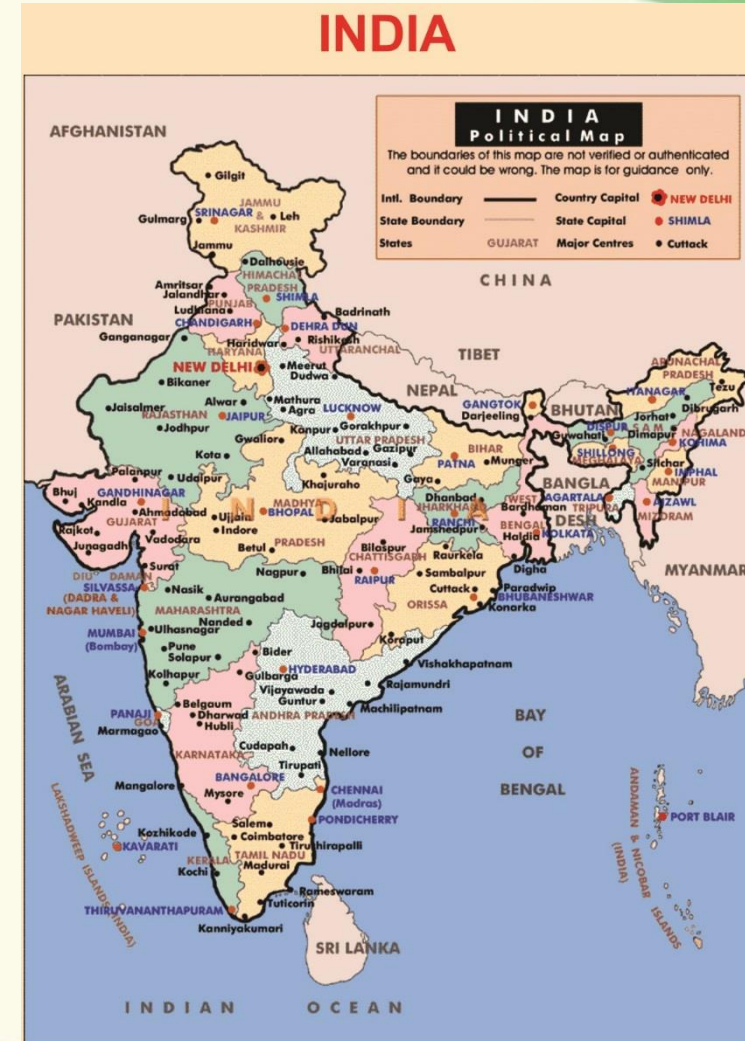 INDIA
INDIA
Political Map
The boundaries of this map are not verified or authenticated
and it could be wrong. The map is for guidance only.
Intl. Boundary
Country Capital
NEW DELHI
State Boundary
State Capital
SHIMLA
States
GUJARAT
Major Centres
Cuttack
AFGHANISTAN
Gilgit
JAMMU
&
KASHMIR
SRINAGAR
Leh
Gulmarg
Jammu
Dalhousie
HIMACHAL
PRADESH
CHINA
Amritsar
Jalandhar
PUNJAB
SHIMLA
Ludhiana
Badrinath
PAKISTAN
CHANDIGARH
DEHRA DUN
Ganganagar
Haridwar
Rishikesh
UTTARANCHAL
HARYANA
TIBET
NEW DELHI
Meerut
Dudwa
ARUNACHAL
PRADESH
Bikaner
NEPAL
Tezu
Jaisalmer
Alwar
Mathura
Agra
LUCKNOW
GANGTOK
Darjeeling
BHUTAN
ITANAGAR
Dibrugarh
RAJASTHAN
JAIPUR
Jorhat
Jodhpur
Kanpur
Gorakhpur
DISPUR
ASSAM
Guwahati
Dimapur
NAGALAND
KOHIMA
Gwalior
UTTAR PRADESH
Allahabad
Gazipur
BIHAR
SHILLONG
MEGHALAYA
Kota
Varanasi
PATNA
Munger
Silchar
IMPHAL
MANIPUR
Palanpur
Udaipur
Khajuraho
Gaya
BANGLA
DESH
Bhuj
GANDHINAGAR
Dhanbad
WEST
BENGAL
AGARTALA
TRIPURA
AIZAWL
MIZORAM
Kandla
Ahmadabad
INDIA
MADHYA
PRADESH
BHOPAL
JHARKHAND
RANCHI
Bardhaman
GUJARAT
Ujjain
Jabalpur
Jamshedpur
Haldia
KOLKATA
Rajkot
Vadodara
Indore
Junagadh
Betul
Bilaspur
CHHATTISGARH
Raurkela
Digha
MYANMAR
Surat
DIU
DAMAN
Nagpur
Bhilai
RAIPUR
Sambalpur
SILVASSA
(DADRA &
NAGAR HAVELI)
Nasik
Aurangabad
Cuttack
Paradwip
BHUBANESHWAR
MAHARASHTRA
ORISSA
Konarka
Nanded
Jagdalpur
MUMBAI
(Bombay)
Ulhasnagar
Koraput
Pune
Solapur
Bider
Vishakhapatnam
Kolhapur
Gulbarga
HYDERABAD
Vijayawada
Rajamundri
Guntur
ARABIAN SEA
Belgaum
Machilipatnam
PANAJI
GOA
Dharwad
ANDHRA PRADESH
BAY
OF
BENGAL
Marmagao
Hubli
Cudapah
Nellore
KARNATAKA
Tirupati
Mangalore
BANGALORE
CHENNAI
(Madras)
Mysore
PONDICHERRY
PORT BLAIR
ANDAMAN & NICOBAR ISLANDS
(INDIA)
LAKSHADWEEP ISLANDS (INDIA)
Kozhikode
Salem
Coimbatore
KAVARATI
Tiruthirapalli
KERALA
TAMIL NADU
Kochi
Madurai
Rameswaram
THIRUVANANTHAPURAM
Tuticorin
Kanniyakumari
SRI LANKA
INDIAN OCEAN